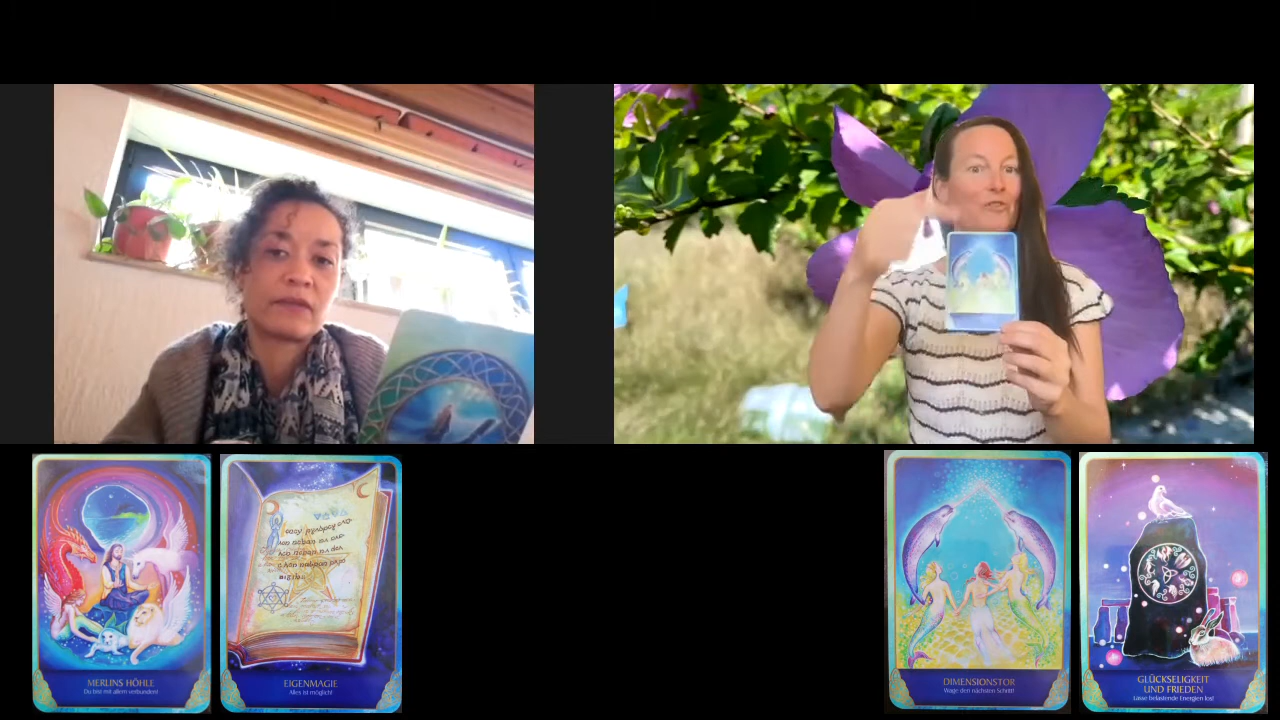 MERLINS HÖHLE
Du bist mit allem verbunden!
EIGENMAGIE
Alles ist möglich!
DIMENSIONSTOR
Wage den nächsten Schritt!
GLÜCKSELIGKEIT
UND FRIEDEN
Lasse belastende Energien los!